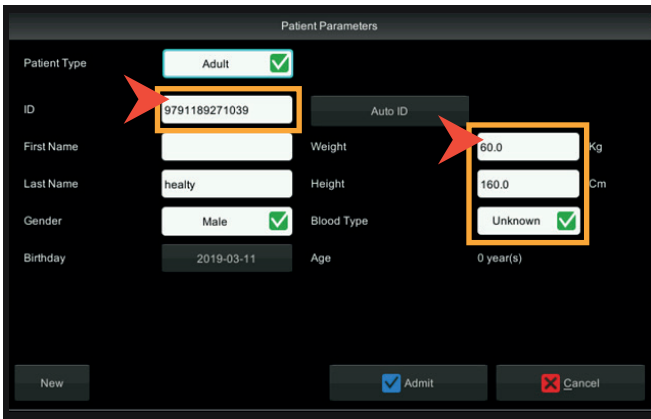 Patient Parameters
Patient Type Adult
ID 9791189271039 Auto ID
First Name Weight 60.0 Kg
Last Name healty Height 160.0 Cm
Gender Male Blood Type Unknown
Birthday 2019-03-11 Age 0 year(s)
New Admit Cancel